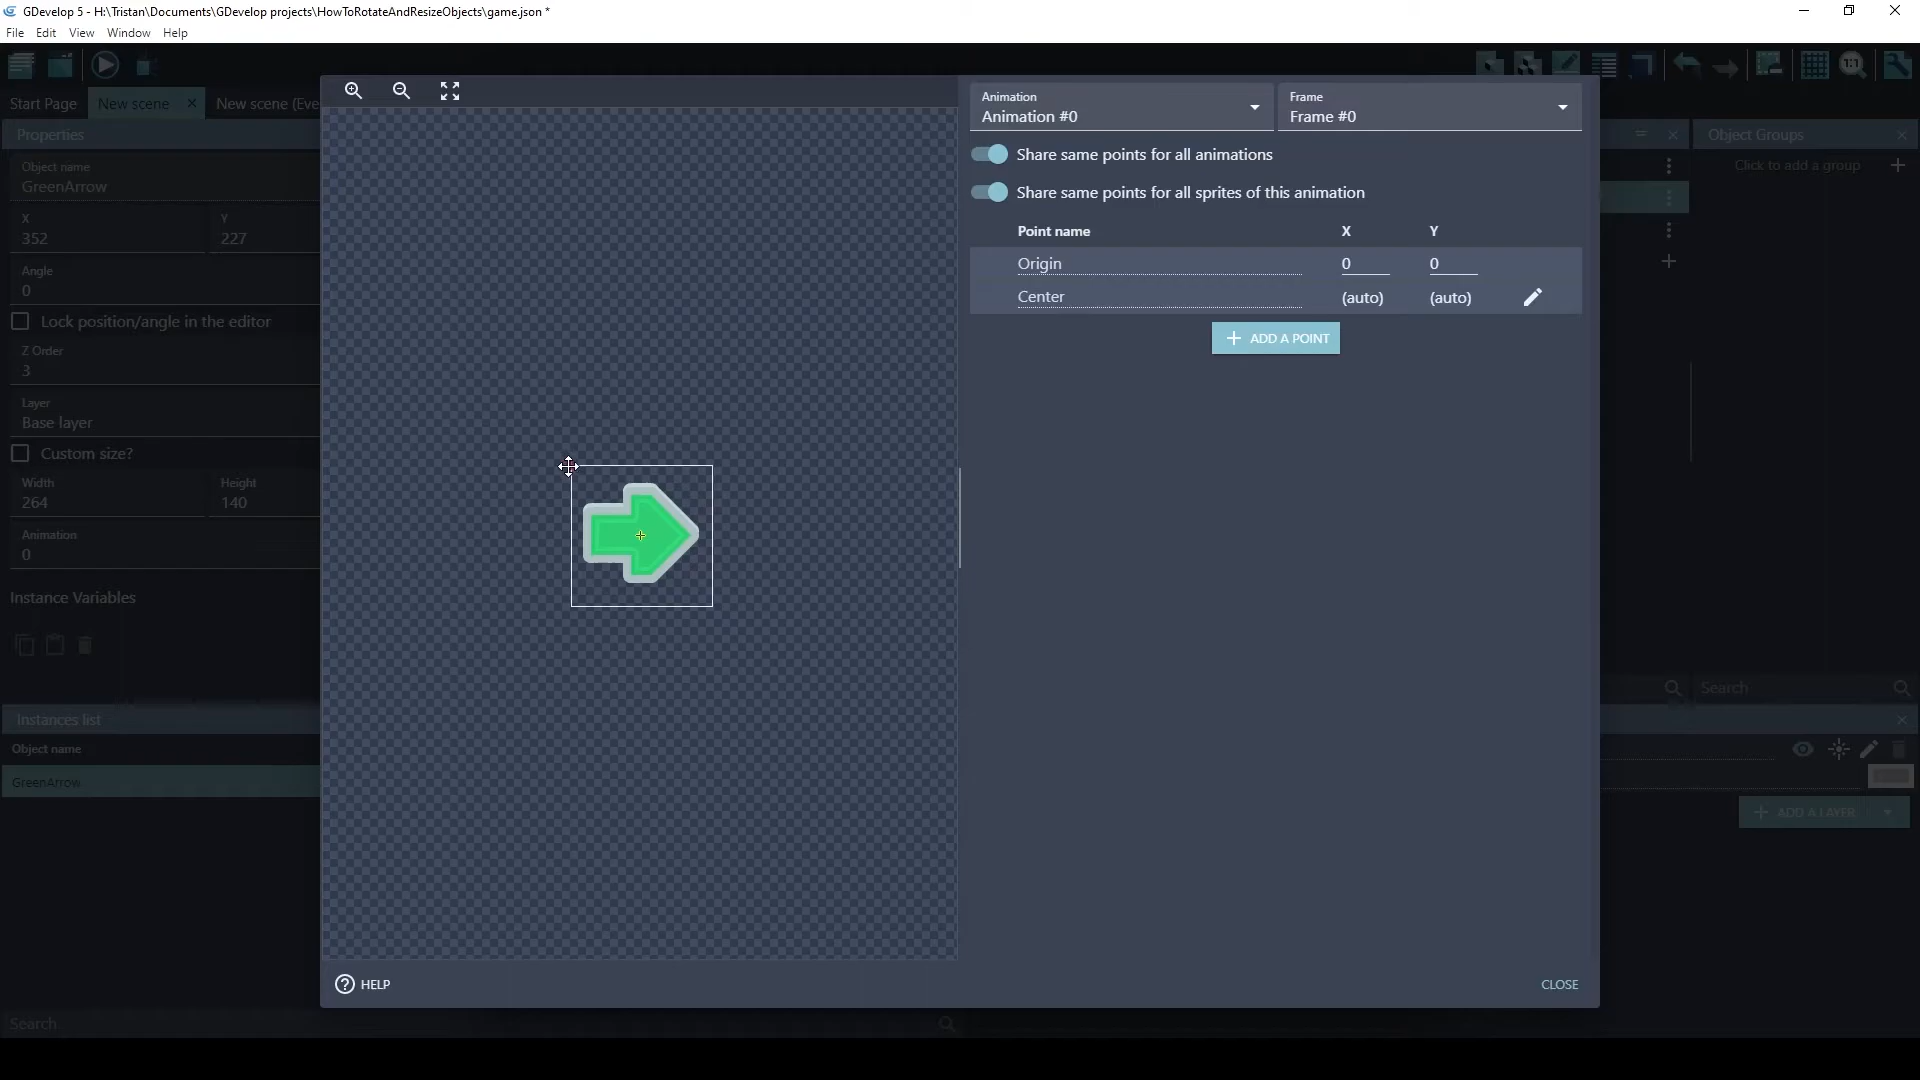 GDevelop 5 - H:\Tristan\Documents\GDevelop projects\HowToRotateAndResizeObjects\game.json *
File Edit View Window Help
1:1
Start Page New scene × New scene (Eve
Properties
Object name
GreenArrow
X Y
352 227
Angle
0
Lock position/angle in the editor
Z Order
3
Layer
Base layer
Custom size?
Width Height
264 140
Animation
0
Instance Variables
Instances list
Object name
GreenArrow
Search
Animation Frame
Animation #0 Frame #0
Share same points for all animations
Share same points for all sprites of this animation
Point name X Y
Origin 0 0
Center (auto) (auto)
+ ADD A POINT
? HELP
CLOSE
Object Groups
Click to add a group +
Search
+ ADD A LAYER